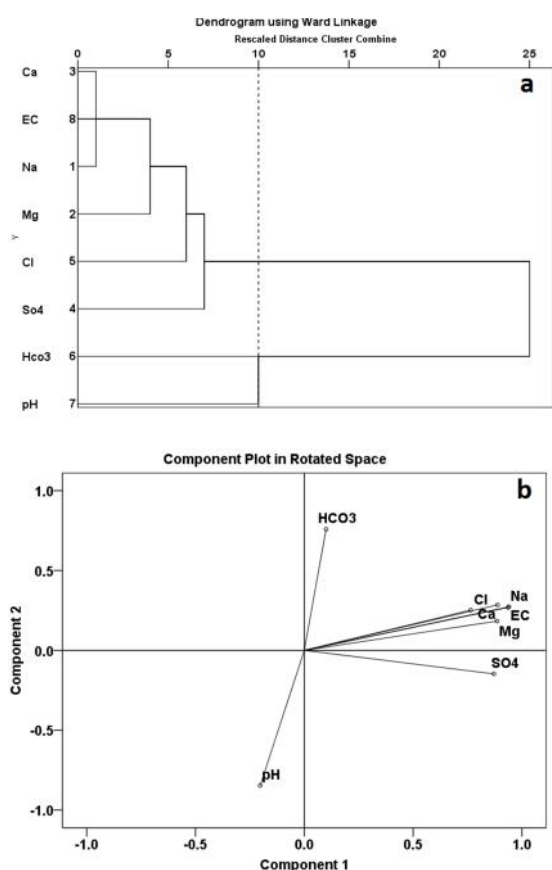 Dendrogram using Ward Linkage
Rescaled Distance Cluster Combine
0 5 10 15 20 25
a
Ca 3
EC 8
Na 1
Mg 2
Y
Cl 5
So4 4
Hco3 6
pH 7
Component Plot in Rotated Space
b
1.0
HCO3
0.5
Cl Na
Ca EC
Mg
0.0
SO4
Component 2
-0.5
pH
-1.0
-1.0 -0.5 0.0 0.5 1.0
Component 1